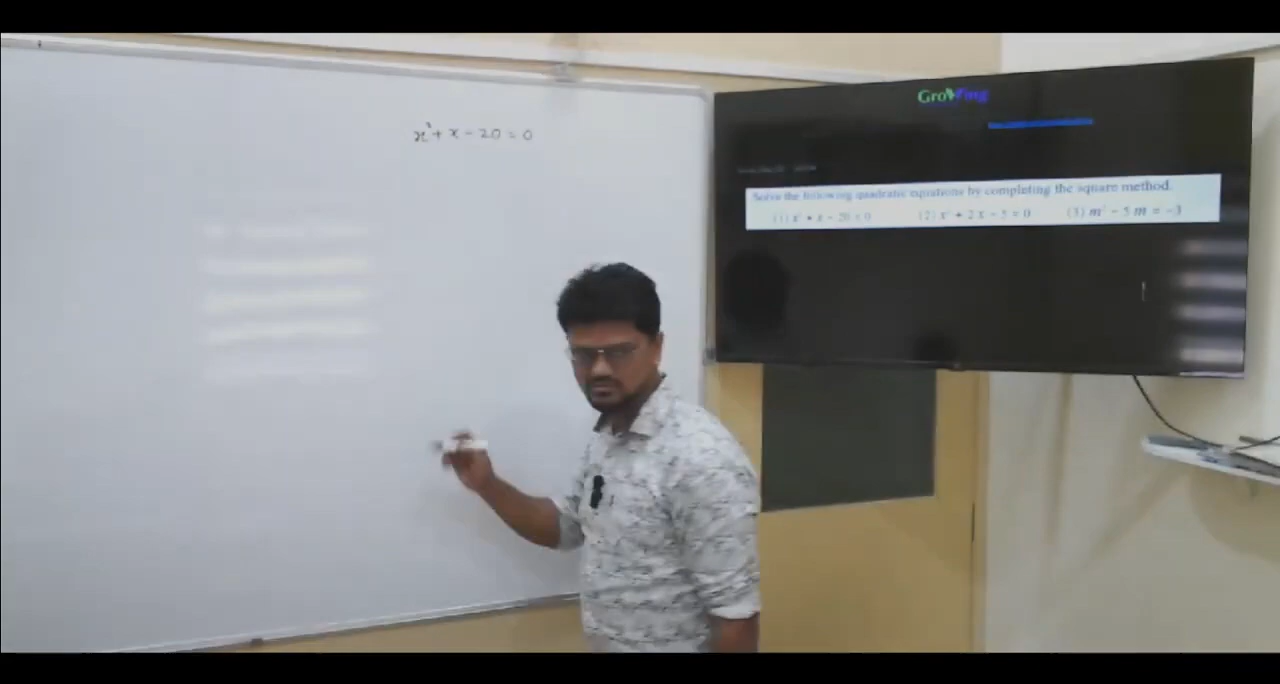 x² + x - 20 = 0
Growing
Solve the following quadratic equations by completing the square method.
(1) x² + x - 20 = 0 (2) x² + 2x - 5 = 0 (3) m² - 5m = -3